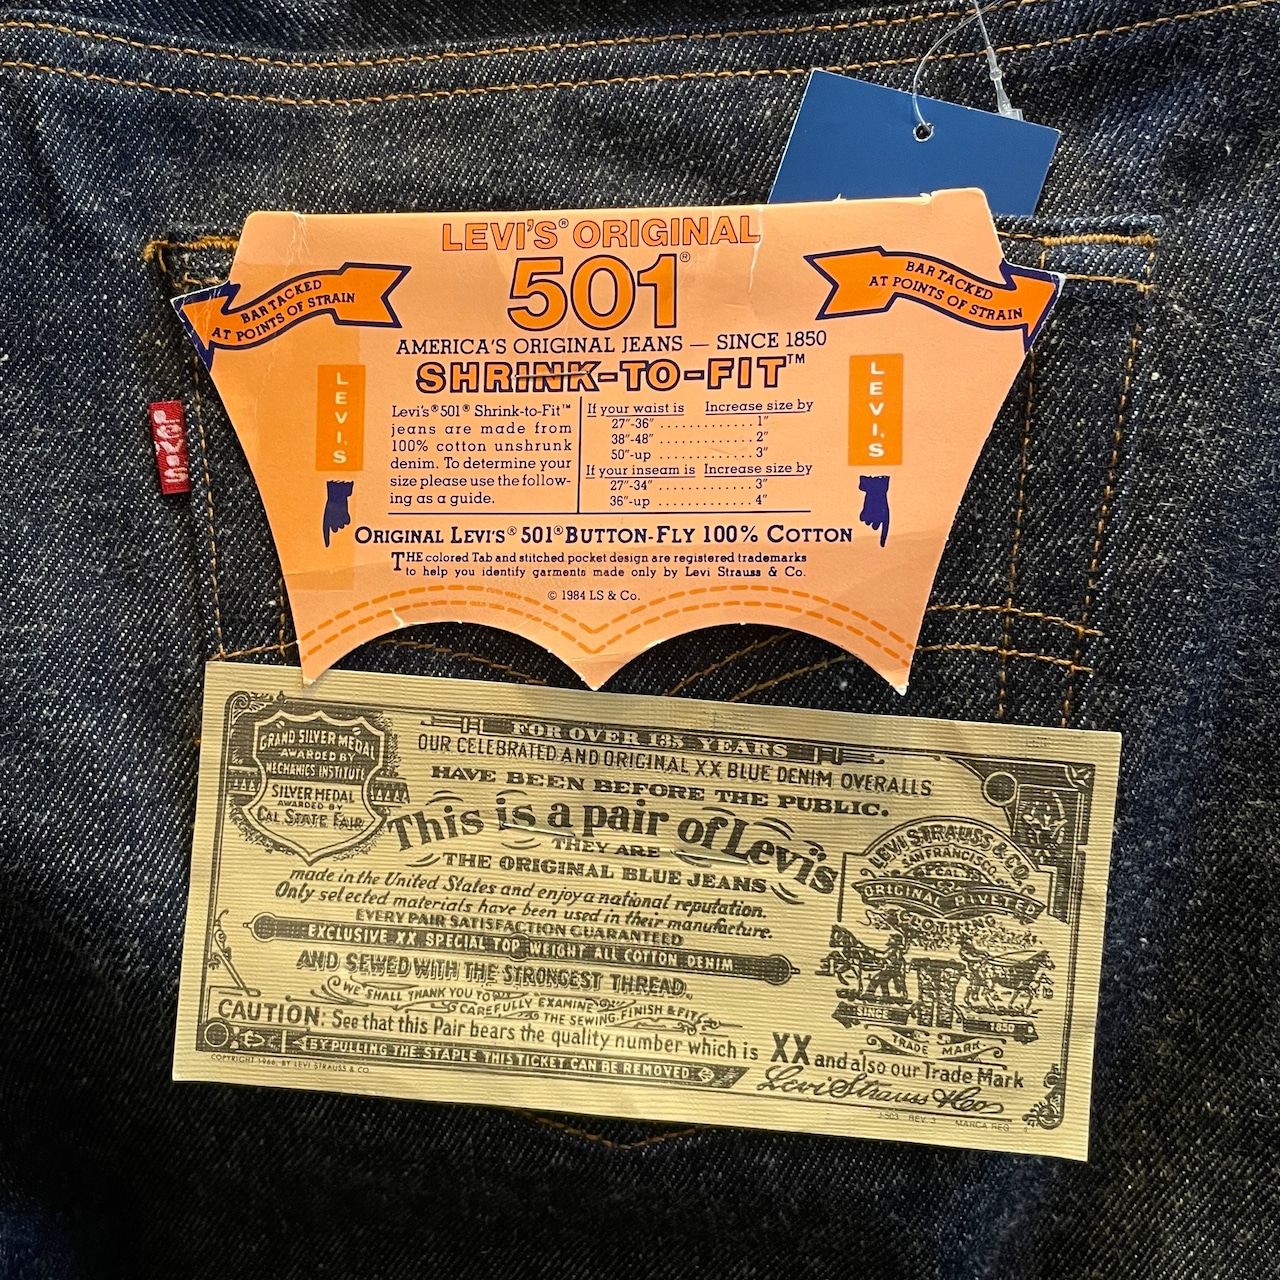 LEVI'S® ORIGINAL
501®
BAR TACKED
AT POINTS OF STRAIN
BAR TACKED
AT POINTS OF STRAIN
AMERICA'S ORIGINAL JEANS — SINCE 1850
SHRINK-TO-FIT™
LEVI'S
LEVI'S
LEVI'S
Levi's® 501® Shrink-to-Fit™
jeans are made from
100% cotton unshrunk
denim. To determine your
size please use the follow-
ing as a guide.
If your waist is Increase size by
27"-36" ............. 1"
38"-48" ............. 2"
50"-up ............. 3"
If your inseam is Increase size by
27"-34" ............. 3"
36"-up ............. 4"
ORIGINAL LEVI'S® 501® BUTTON-FLY 100% COTTON
THE colored Tab and stitched pocket design are registered trademarks
to help you identify garments made only by Levi Strauss & Co.
© 1984 LS & Co.
GRAND SILVER MEDAL
AWARDED BY
MECHANICS INSTITUTE
SILVER MEDAL
AWARDED BY
CAL STATE FAIR
FOR OVER 135 YEARS
OUR CELEBRATED AND ORIGINAL XX BLUE DENIM OVERALLS
HAVE BEEN BEFORE THE PUBLIC.
This is a pair of Levi's
THEY ARE
THE ORIGINAL BLUE JEANS
made in the United States and enjoy a national reputation.
Only selected materials have been used in their manufacture.
EVERY PAIR SATISFACTION GUARANTEED
EXCLUSIVE XX SPECIAL TOP WEIGHT ALL COTTON DENIM
AND SEWED WITH THE STRONGEST THREAD.
WE SHALL THANK YOU TO
CAREFULLY EXAMINE
THE SEWING, FINISH & FIT
CAUTION: See that this Pair bears the quality number which is XX and also our Trade Mark
BY PULLING THE STAPLE THIS TICKET CAN BE REMOVED
Levi Strauss & Co
COPYRIGHT 1966, BY LEVI STRAUSS & CO
REV. 3 MARCA REG.
LEVI STRAUSS & CO.
SAN FRANCISCO,
CAL.
ORIGINAL RIVETED
CLOTHING
SINCE 1850
TRADE MARK.